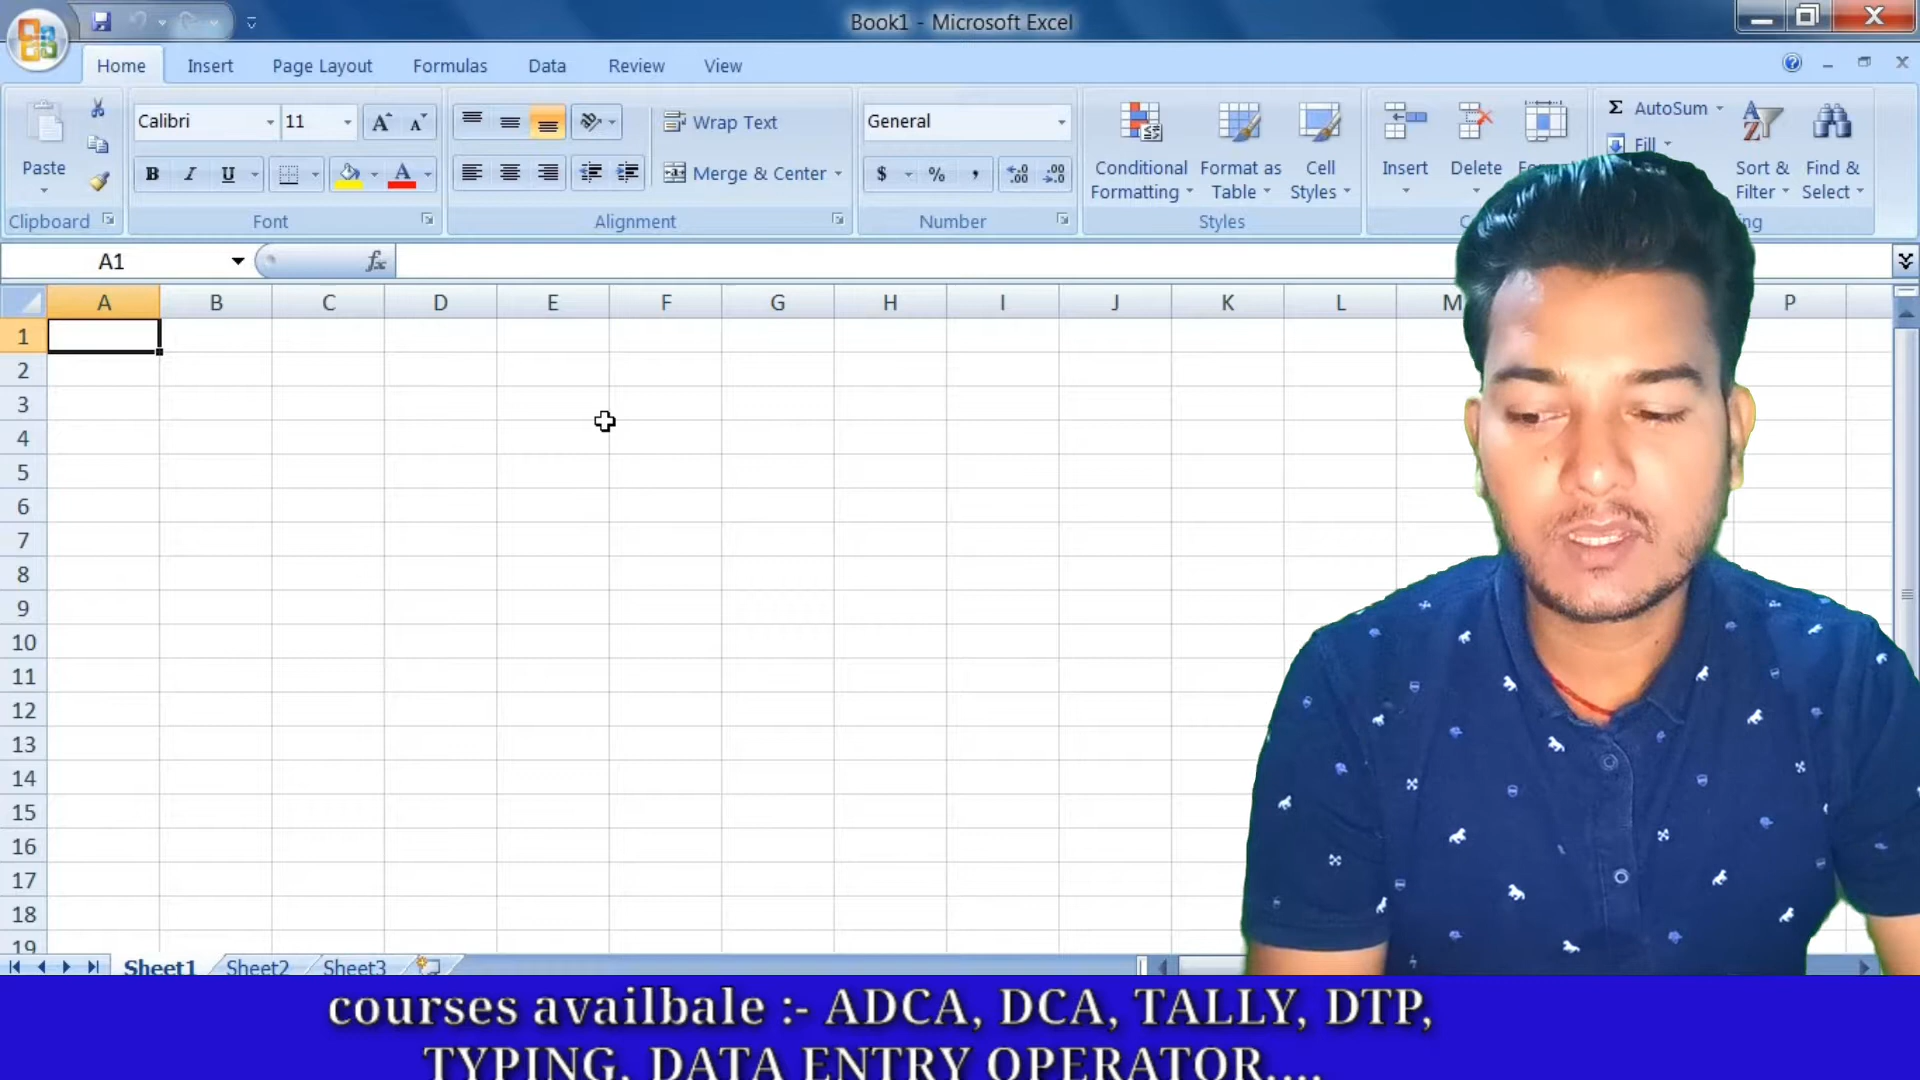 Book1 - Microsoft Excel
Home Insert Page Layout Formulas Data Review View
Calibri 11 Wrap Text General Σ AutoSum
Fill
Paste B I U Merge & Center $ % , .00 .00 Conditional Formatting Format as Table Cell Styles Insert Delete Sort & Filter Find & Select
Clipboard Font Alignment Number Styles
A1 fx
A B C D E F G H I J K L M P
1
2
3
4
5
6
7
8
9
10
11
12
13
14
15
16
17
18
19
Sheet1 Sheet2 Sheet3
courses availbale :- ADCA, DCA, TALLY, DTP,
TYPING, DATA ENTRY OPERATOR....